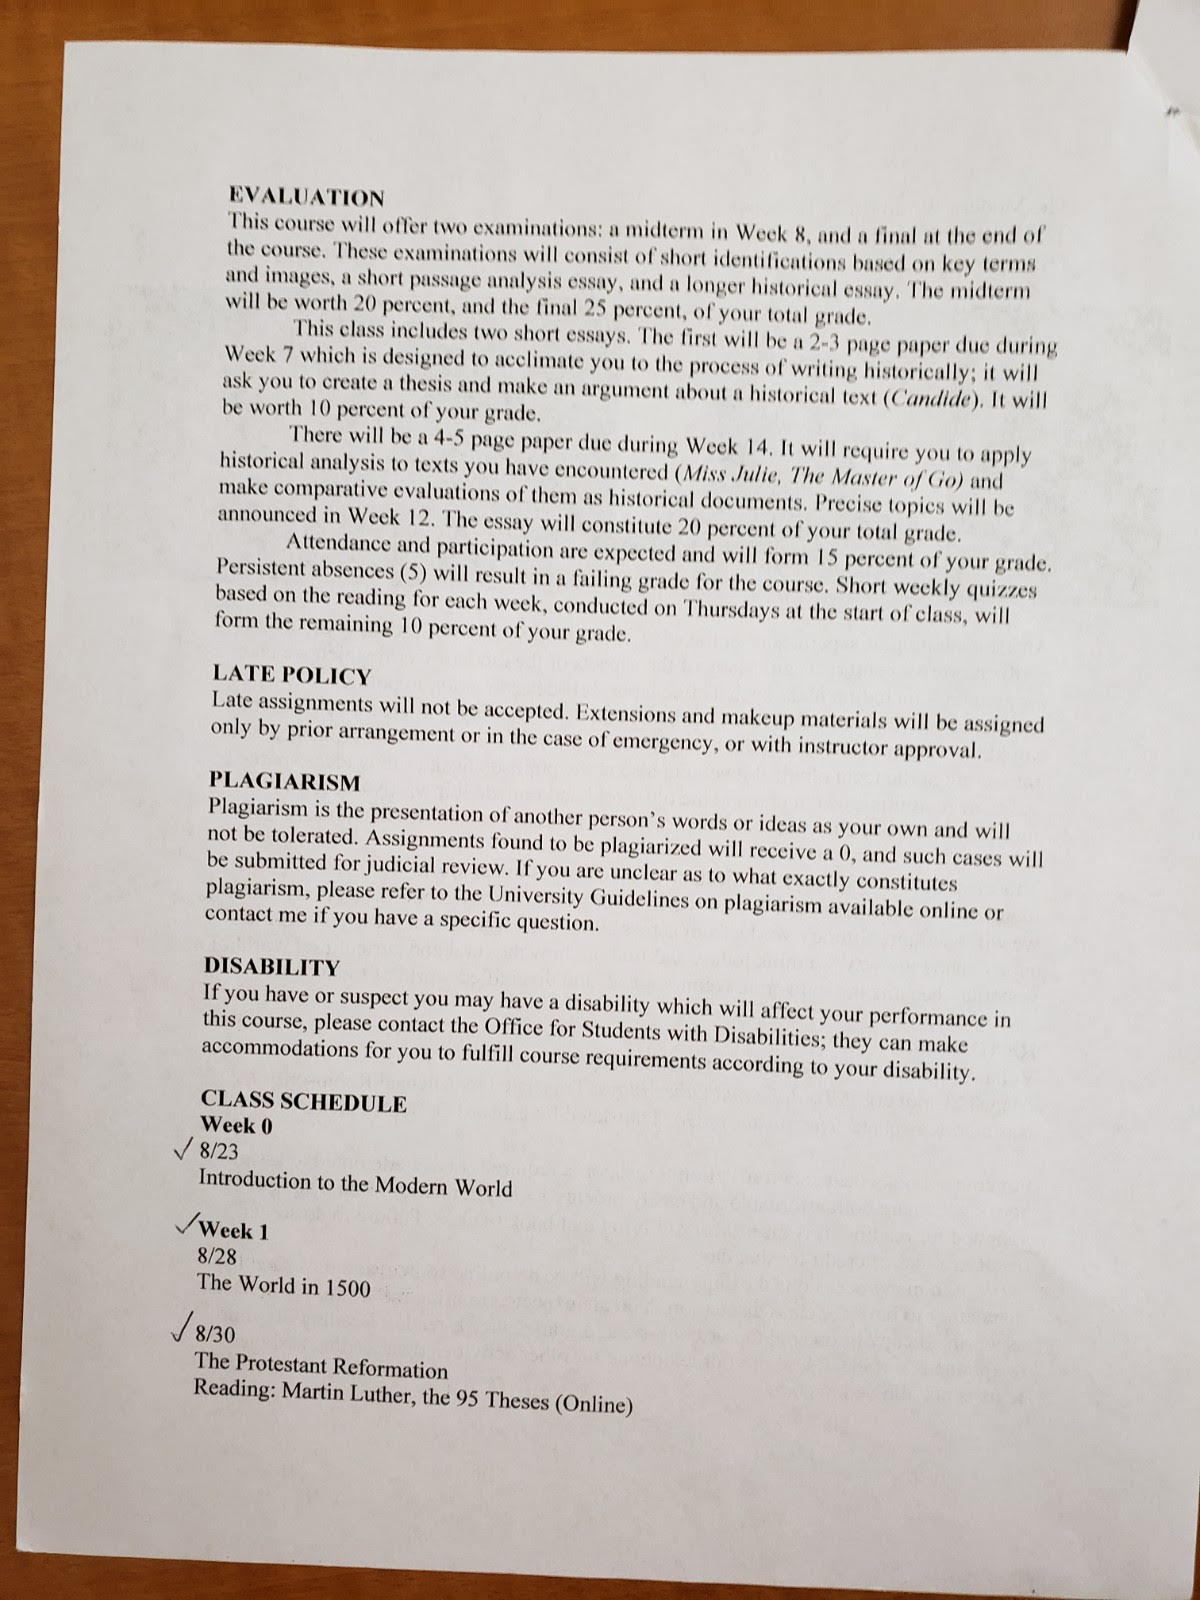 EVALUATION
This course will offer two examinations: a midterm in Week 8, and a final at the end of
the course. These examinations will consist of short identifications based on key terms
and images, a short passage analysis essay, and a longer historical essay. The midterm
will be worth 20 percent, and the final 25 percent, of your total grade.
This class includes two short essays. The first will be a 2-3 page paper due during
Week 7 which is designed to acclimate you to the process of writing historically; it will
ask you to create a thesis and make an argument about a historical text (Candide). It will
be worth 10 percent of your grade.
There will be a 4-5 page paper due during Week 14. It will require you to apply
historical analysis to texts you have encountered (Miss Julie, The Master of Go) and
make comparative evaluations of them as historical documents. Precise topics will be
announced in Week 12. The essay will constitute 20 percent of your total grade.
Attendance and participation are expected and will form 15 percent of your grade.
Persistent absences (5) will result in a failing grade for the course. Short weekly quizzes
based on the reading for each week, conducted on Thursdays at the start of class, will
form the remaining 10 percent of your grade.
LATE POLICY
Late assignments will not be accepted. Extensions and makeup materials will be assigned
only by prior arrangement or in the case of emergency, or with instructor approval.
PLAGIARISM
Plagiarism is the presentation of another person's words or ideas as your own and will
not be tolerated. Assignments found to be plagiarized will receive a 0, and such cases will
be submitted for judicial review. If you are unclear as to what exactly constitutes
plagiarism, please refer to the University Guidelines on plagiarism available online or
contact me if you have a specific question.
DISABILITY
If you have or suspect you may have a disability which will affect your performance in
this course, please contact the Office for Students with Disabilities; they can make
accommodations for you to fulfill course requirements according to your disability.
CLASS SCHEDULE
Week 0
✓ 8/23
Introduction to the Modern World
✓ Week 1
8/28
The World in 1500
✓ 8/30
The Protestant Reformation
Reading: Martin Luther, the 95 Theses (Online)